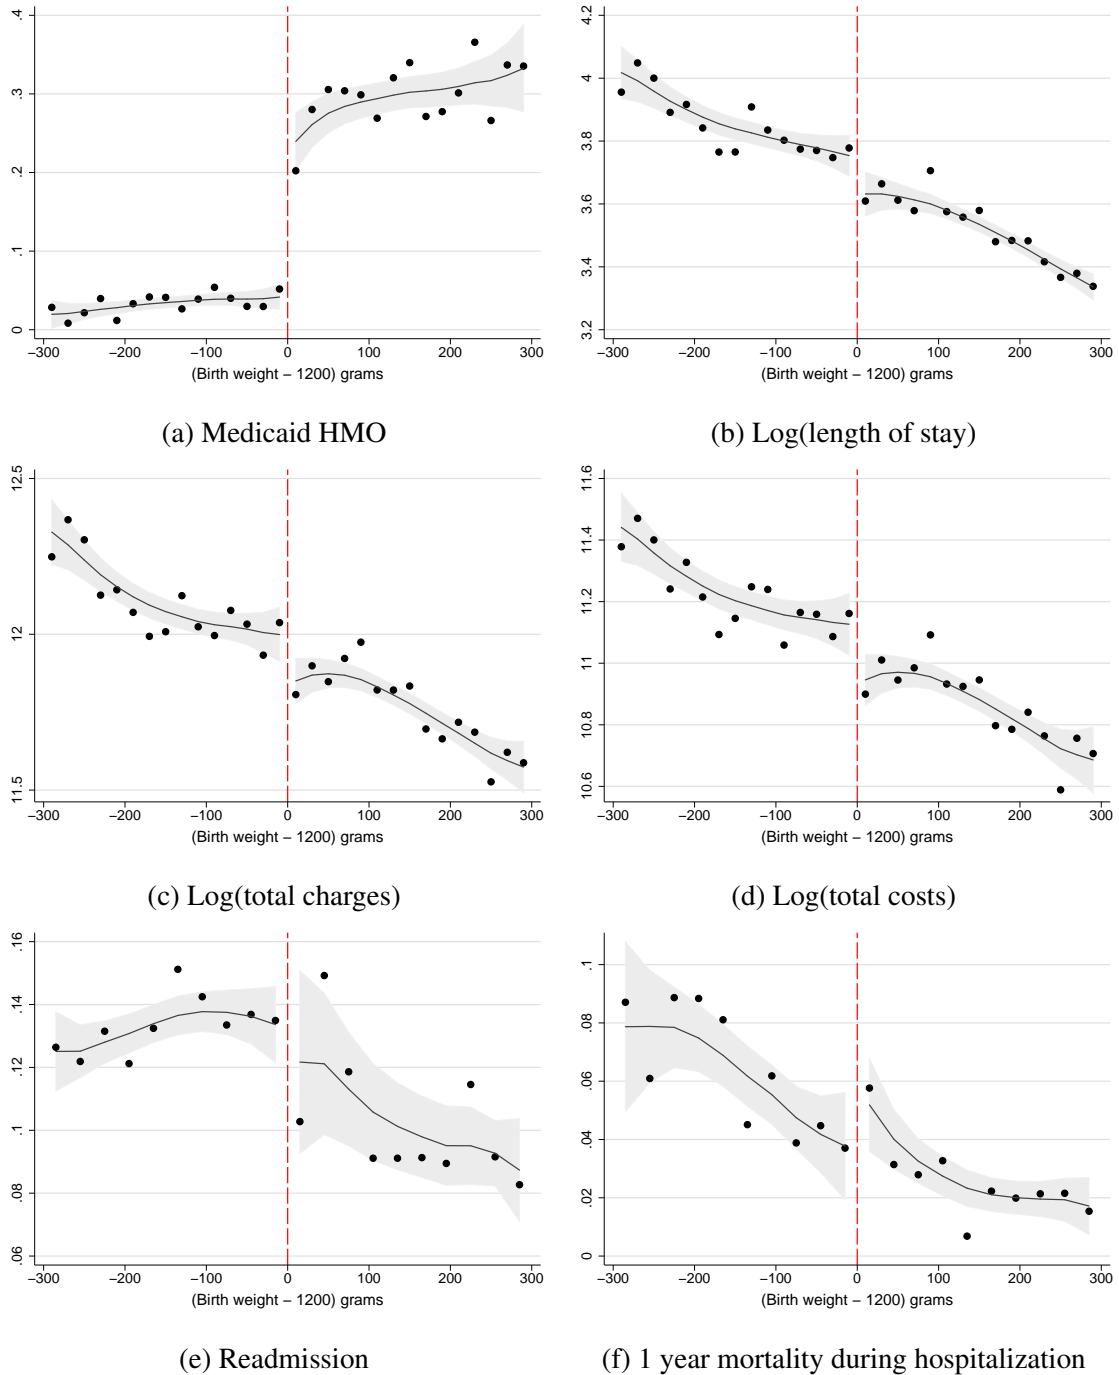 .4
.3
.2
.1
0
−300 −200 −100 0 100 200 300
(Birth weight − 1200) grams
(a) Medicaid HMO
4.2
4
3.8
3.6
3.4
3.2
−300 −200 −100 0 100 200 300
(Birth weight − 1200) grams
(b) Log(length of stay)
12.5
12
11.5
−300 −200 −100 0 100 200 300
(Birth weight − 1200) grams
(c) Log(total charges)
11.6
11.4
11.2
11
10.8
10.6
−300 −200 −100 0 100 200 300
(Birth weight − 1200) grams
(d) Log(total costs)
.16
.14
.12
.1
.08
.06
−300 −200 −100 0 100 200 300
(Birth weight − 1200) grams
(e) Readmission
.1
.08
.06
.04
.02
0
−300 −200 −100 0 100 200 300
(Birth weight − 1200) grams
(f) 1 year mortality during hospitalization